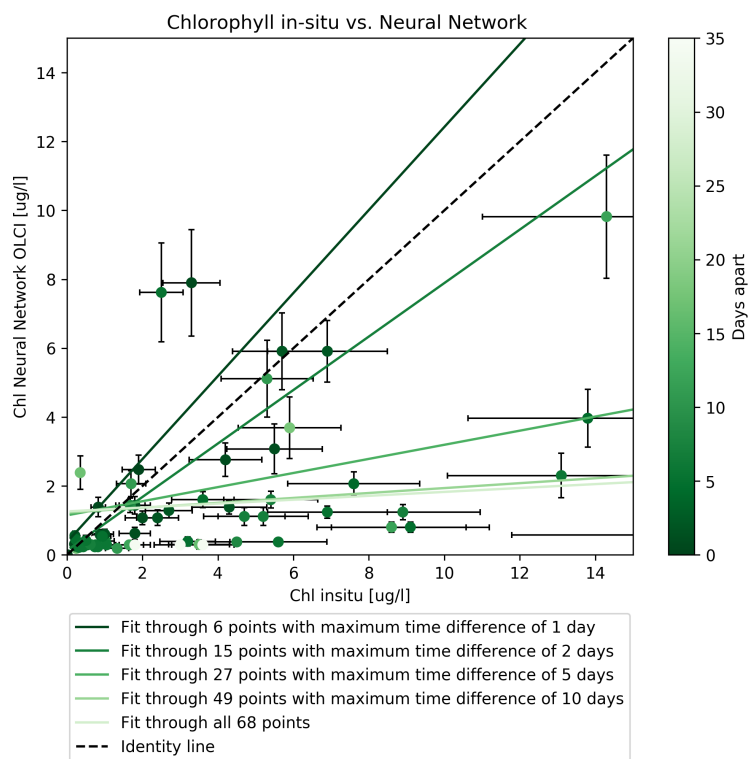 Chlorophyll in-situ vs. Neural Network
Chl Neural Network OLCI [ug/l]
14
12
10
8
6
4
2
0
0 2 4 6 8 10 12 14
Chl insitu [ug/l]
35
30
25
20
15
10
5
0
Days apart
Fit through 6 points with maximum time difference of 1 day
Fit through 15 points with maximum time difference of 2 days
Fit through 27 points with maximum time difference of 5 days
Fit through 49 points with maximum time difference of 10 days
Fit through all 68 points
Identity line